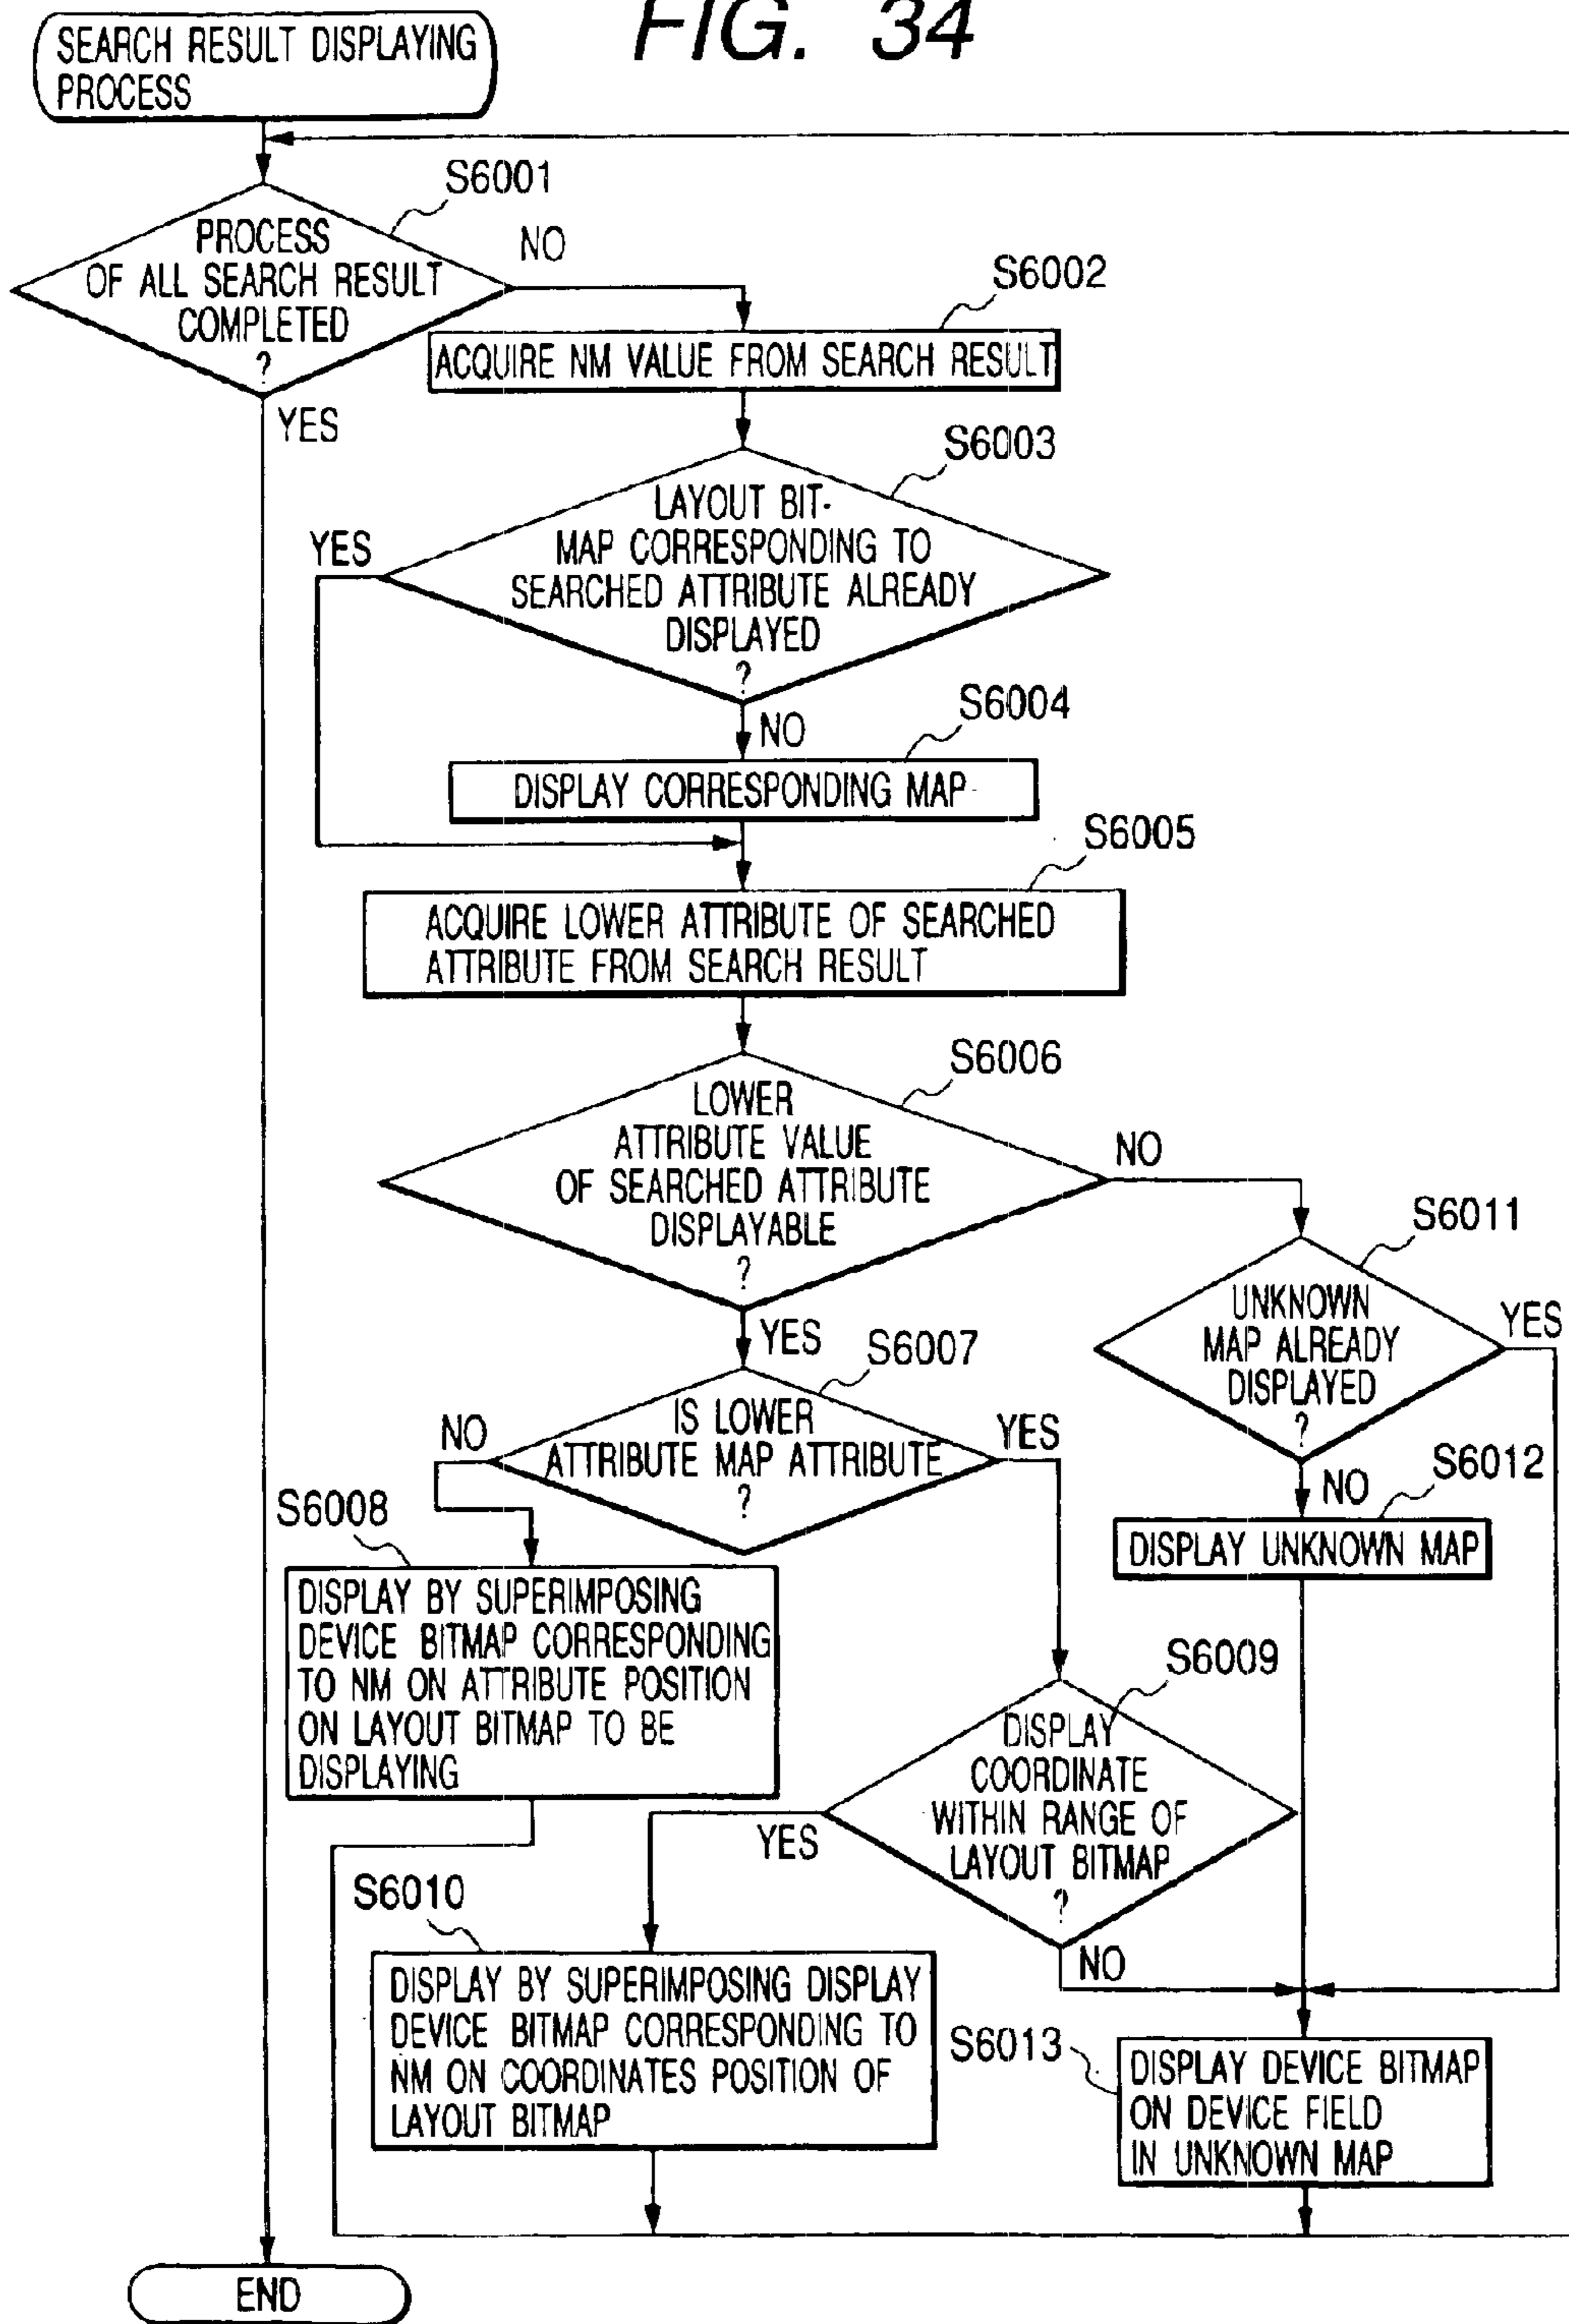 FIG. 34
SEARCH RESULT DISPLAYING
PROCESS
S6001
PROCESS
OF ALL SEARCH RESULT
COMPLETED
?
NO
YES
S6002
ACQUIRE NM VALUE FROM SEARCH RESULT
S6003
LAYOUT BIT-
MAP CORRESPONDING TO
SEARCHED ATTRIBUTE ALREADY
DISPLAYED
?
YES
NO
S6004
DISPLAY CORRESPONDING MAP
S6005
ACQUIRE LOWER ATTRIBUTE OF SEARCHED
ATTRIBUTE FROM SEARCH RESULT
S6006
LOWER
ATTRIBUTE VALUE
OF SEARCHED ATTRIBUTE
DISPLAYABLE
?
NO
YES
S6011
UNKNOWN
MAP ALREADY
DISPLAYED
?
YES
NO
S6007
IS LOWER
ATTRIBUTE MAP ATTRIBUTE
?
NO
YES
S6012
DISPLAY UNKNOWN MAP
S6008
DISPLAY BY SUPERIMPOSING
DEVICE BITMAP CORRESPONDING
TO NM ON ATTRIBUTE POSITION
ON LAYOUT BITMAP TO BE
DISPLAYING
S6009
DISPLAY
COORDINATE
WITHIN RANGE OF
LAYOUT BITMAP
?
YES
NO
S6010
DISPLAY BY SUPERIMPOSING DISPLAY
DEVICE BITMAP CORRESPONDING TO
NM ON COORDINATES POSITION OF
LAYOUT BITMAP
S6013
DISPLAY DEVICE BITMAP
ON DEVICE FIELD
IN UNKNOWN MAP
END